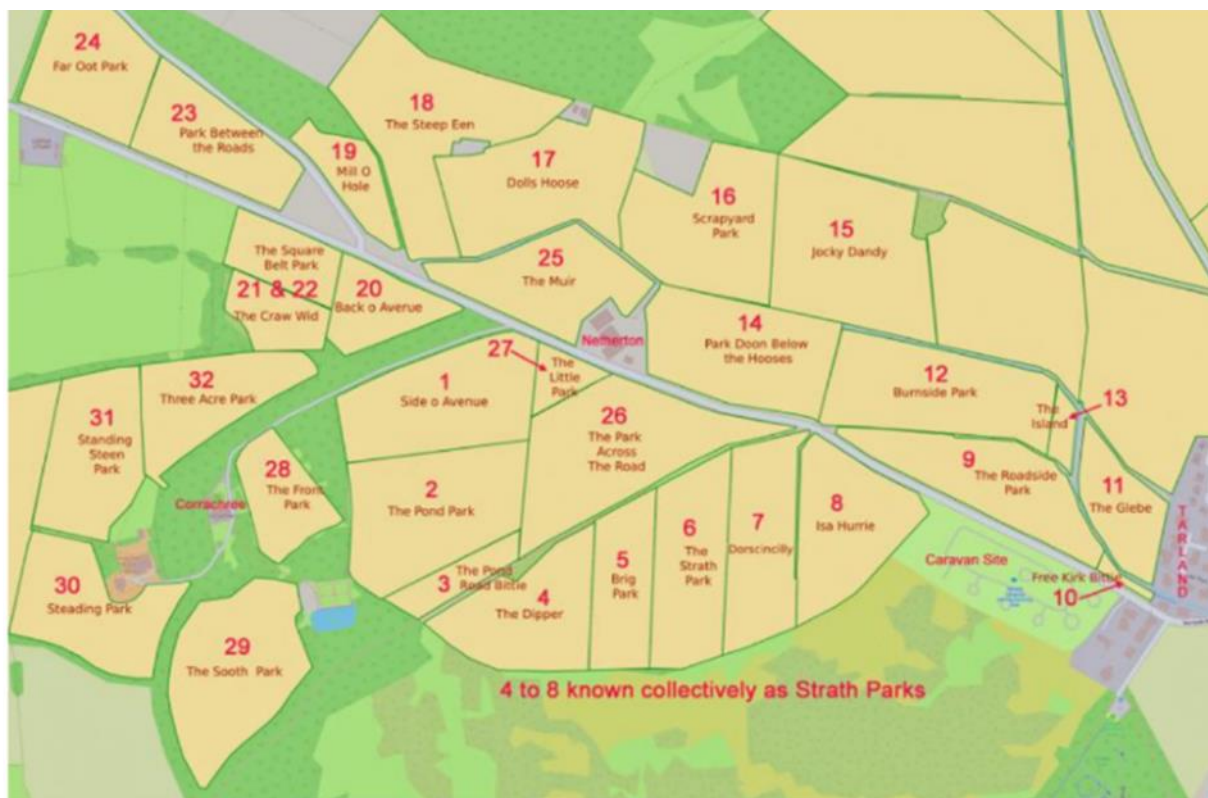 24
Far Oot Park
23
Park Between
the Roads
18
The Steep Een
19
Mill O
Hole
17
Dolls Hoose
16
Scrapyard
Park
15
Jocky Dandy
The Square
Belt Park
21 & 22
The Craw Wid
20
Back o Avenue
25
The Muir
Netherton
14
Park Doon Below
the Hooses
27
The
Little
Park
12
Burnside Park
13
The
Island
32
Three Acre Park
1
Side o Avenue
26
The Park
Across
The Road
31
Standing
Steen
Park
28
The Front
Park
Corrachree
2
The Pond Park
9
The Roadside
Park
11
The Glebe
TARLAND
8
Isa Hurrie
7
Dorscincilly
6
The
Strath
Park
5
Brig
Park
3
The Pond
Road Bittie
4
The Dipper
Caravan Site
Free Kirk Bittie
10
30
Steading Park
29
The Sooth Park
4 to 8 known collectively as Strath Parks